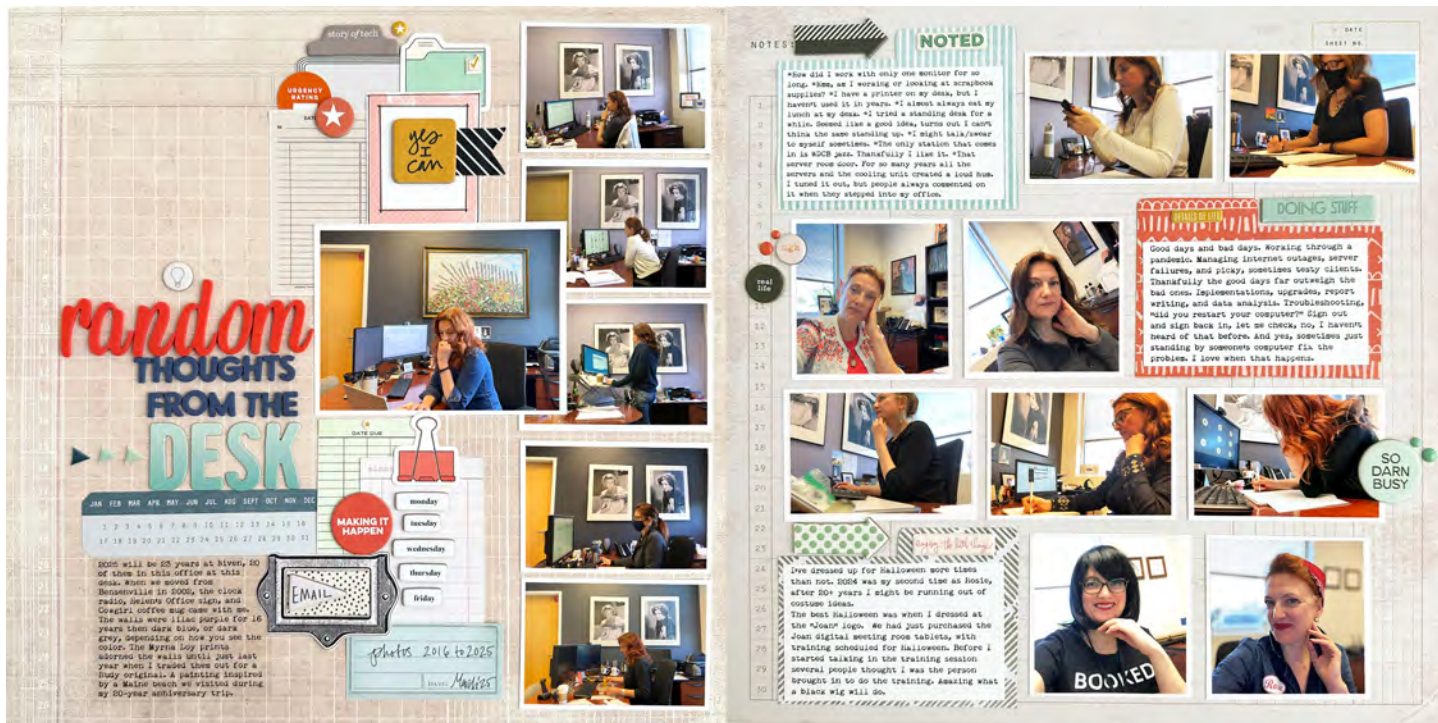 story of tech
URGENCY
RATING
yes
I
can
random
THOUGHTS
FROM THE
DESK
DATE DUE
JAN FEB MAR APR MAY JUN JUL AUG SEPT OCT NOV DEC
1 2 3 4 5 6 7 8 9 10 11 12 13 14 15 16
17 18 19 20 21 22 23 24 25 26 27 28 29 30 31
MAKING IT
HAPPEN
monday
tuesday
wednesday
thursday
friday
EMAIL
2025 will be 23 years at Riven, 20
of them in this office at this
desk. When we moved from
Bensenville in 2002, the clock
radio, Helen's Office sign, and
Cowgirl coffee mug came with me.
The walls were lilac purple for 16
years then dark blue, or dark
grey, depending on how you see the
color. The Myrna Loy prints
adorned the walls until just last
year when I traded them out for a
Rudy original. A painting inspired
by a Maine beach we visited during
my 20-year anniversary trip.
photos 2016 to 2025
NOTES:
NOTED
DATE
SHEET NO.
*How did I work with only one monitor for so
long. *Hmm, am I working or looking at scrapbook
supplies? *I have a printer on my desk, but I
haven't used it in years. *I almost always eat my
lunch at my desk. *I tried a standing desk for a
while. Seemed like a good idea, turns out I can't
think the same standing up. *I might talk/swear
to myself sometimes. *The only station that comes
in is WDCB jazz. Thankfully I like it. *That
server room door. For so many years all the
servers and the cooling unit created a loud hum.
I tuned it out, but people always commented on
it when they stepped into my office.
DETAILS OF LIFE
DOING STUFF
real
life
Good days and bad days. Working through a
pandemic. Managing internet outages, server
failures, and picky, sometimes testy clients.
Thankfully the good days far outweigh the
bad ones. Implementations, upgrades, report
writing, and data analysis. Troubleshooting,
"did you restart your computer?" Sign out
and sign back in, let me check, no, I haven't
heard of that before. And yes, sometimes just
standing by someone's computer fix the
problem. I love when that happens.
SO
DARN
BUSY
enjoy the little things
I've dressed up for Halloween more times
than not. 2024 was my second time as Rosie,
after 20+ years I might be running out of
costume ideas.
The best Halloween was when I dressed at
the "Joan" logo. We had just purchased the
Joan digital meeting room tablets, with
training scheduled for Halloween. Before I
started talking in the training session
several people thought I was the person
brought in to do the training. Amazing what
a black wig will do.
BOOKED